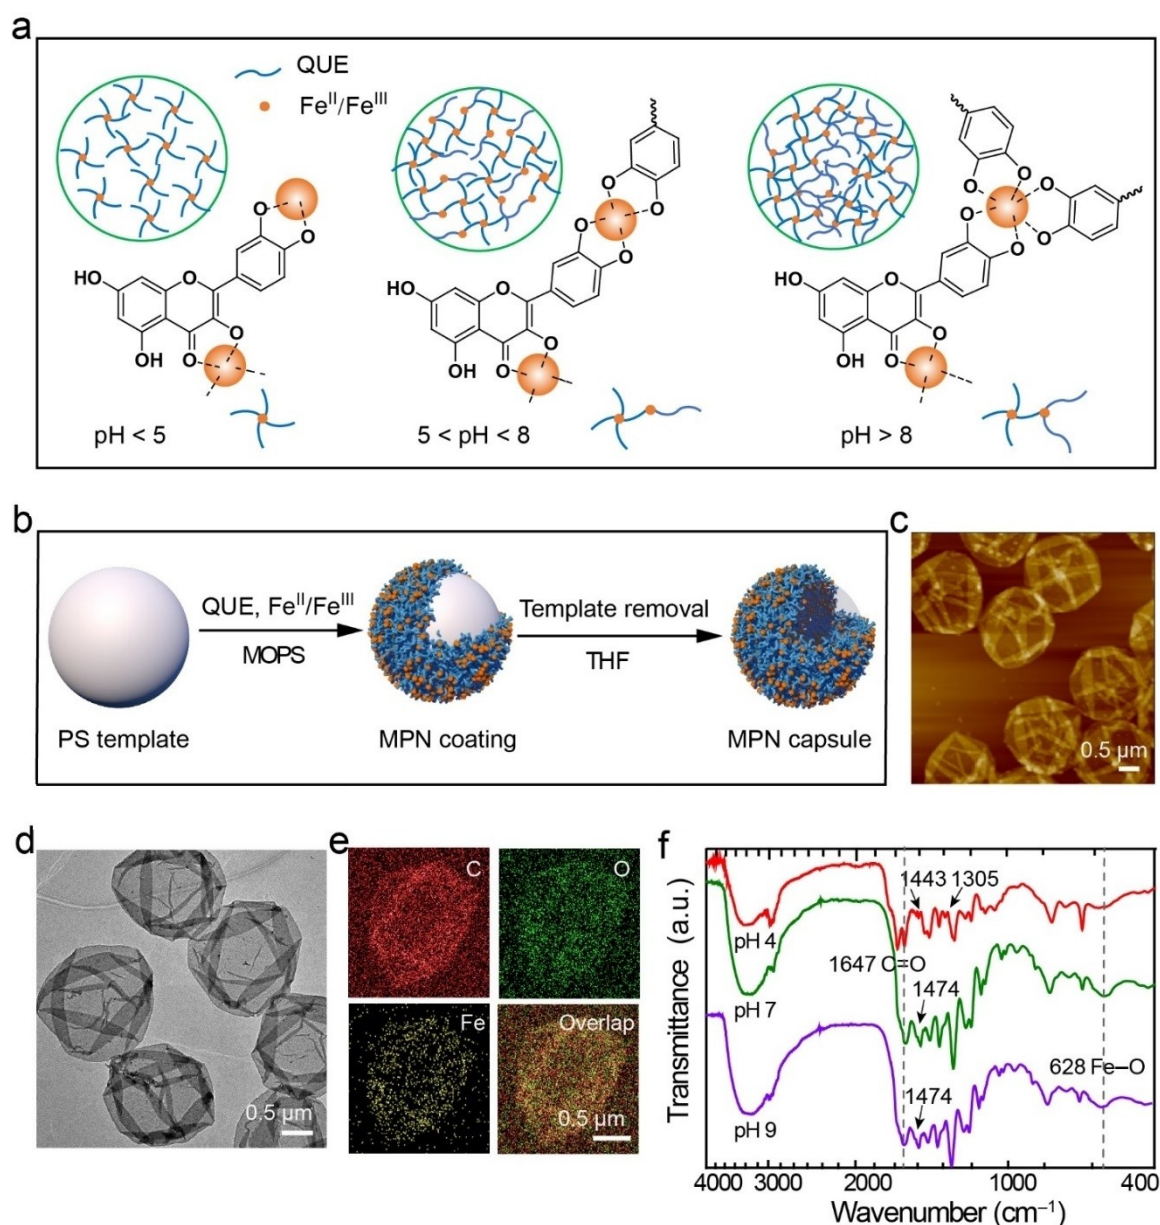 a
QUE
Fe^II/Fe^III
O
O
HO
O
O
O
OH
pH < 5
O
O
O
O
HO
O
O
O
OH
5 < pH < 8
O
O
O
O
O
O
HO
O
O
O
OH
pH > 8
b
QUE, Fe^II/Fe^III
MOPS
Template removal
THF
PS template
MPN coating
MPN capsule
c
0.5 µm
d
0.5 µm
e
C
O
Fe
Overlap
0.5 µm
f
Transmittance (a.u.)
1443
1305
pH 4
1647 C=O
1474
pH 7
628 Fe–O
1474
pH 9
4000 3000 2000 1000 400
Wavenumber (cm⁻¹)